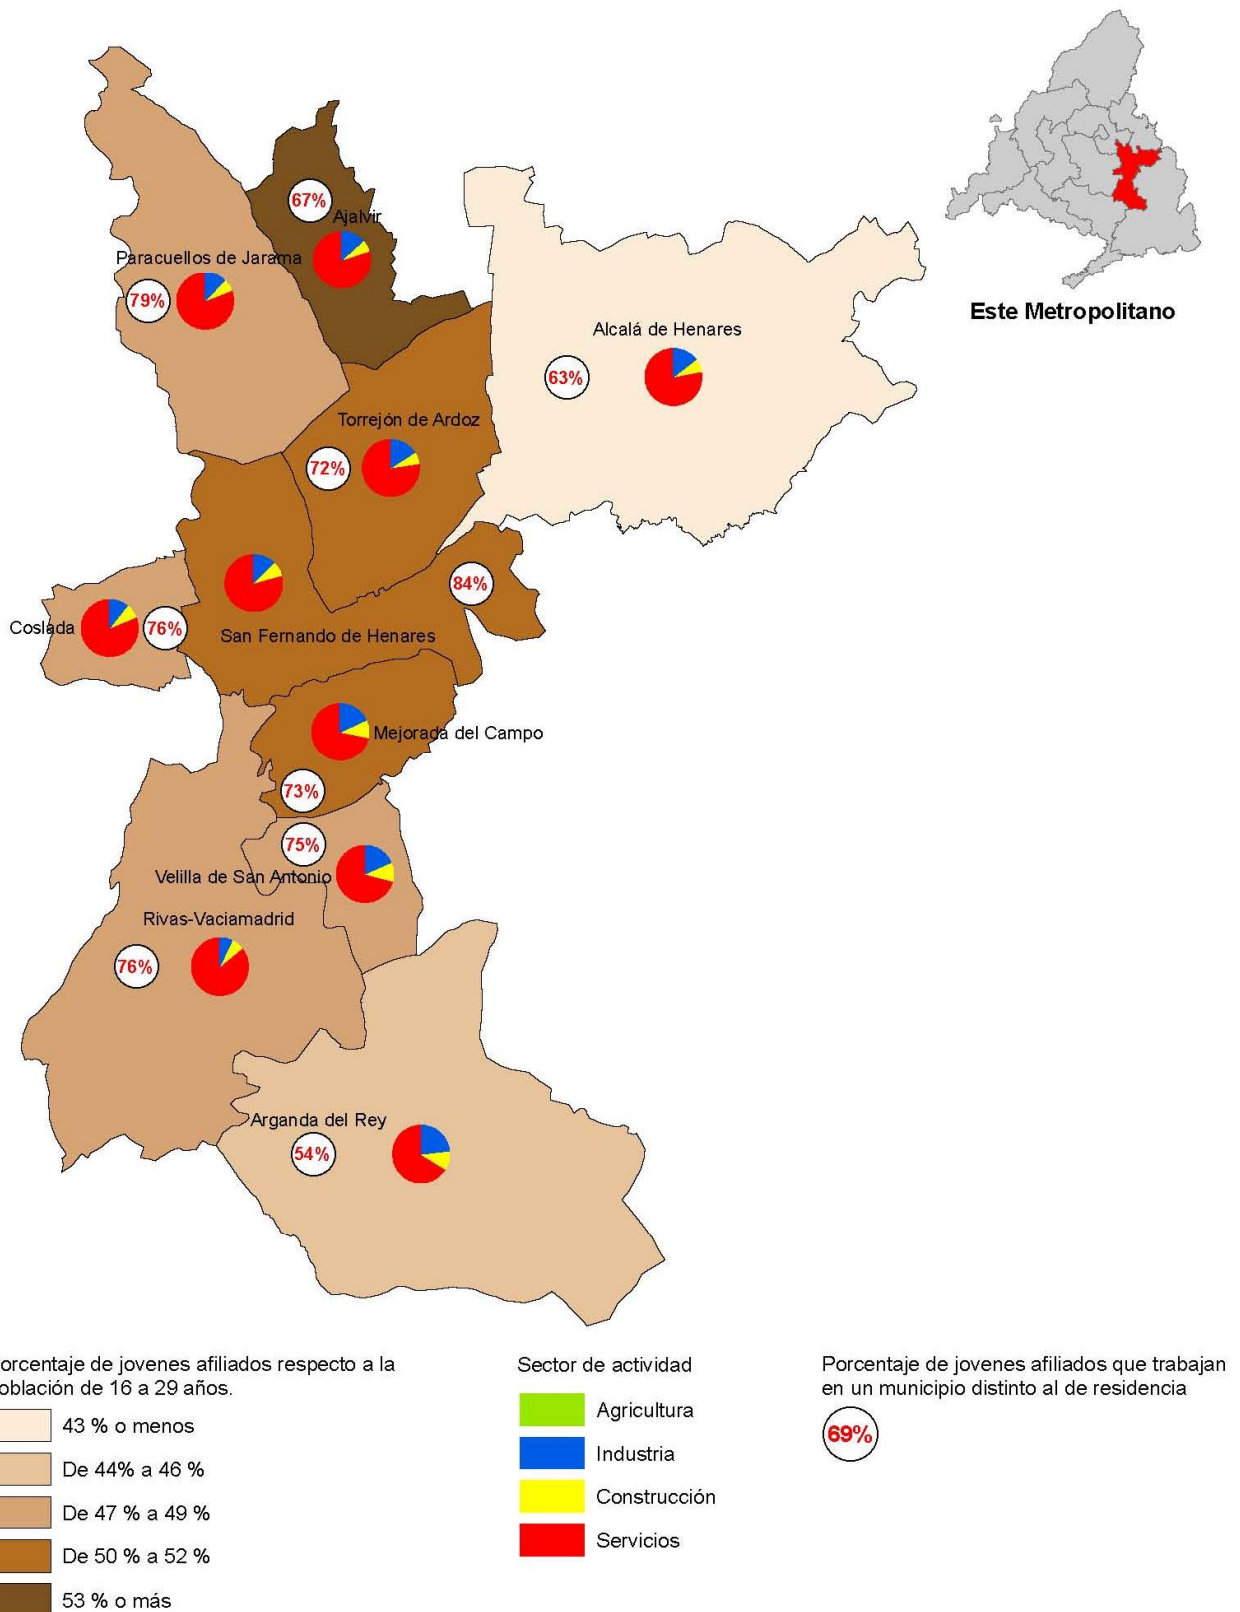 67%
Ajalvir
Paracuellos de Jarama
79%
Este Metropolitano
Alcalá de Henares
63%
Torrejón de Ardoz
72%
84%
Coslada
76%
San Fernando de Henares
Mejorada del Campo
73%
75%
Velilla de San Antonio
Rivas-Vaciamadrid
76%
Arganda del Rey
54%
orcentaje de jovenes afiliados respecto a la
oblación de 16 a 29 años.
43 % o menos
De 44% a 46 %
De 47 % a 49 %
De 50 % a 52 %
53 % o más
Sector de actividad
Agricultura
Industria
Construcción
Servicios
Porcentaje de jovenes afiliados que trabajan
en un municipio distinto al de residencia
69%